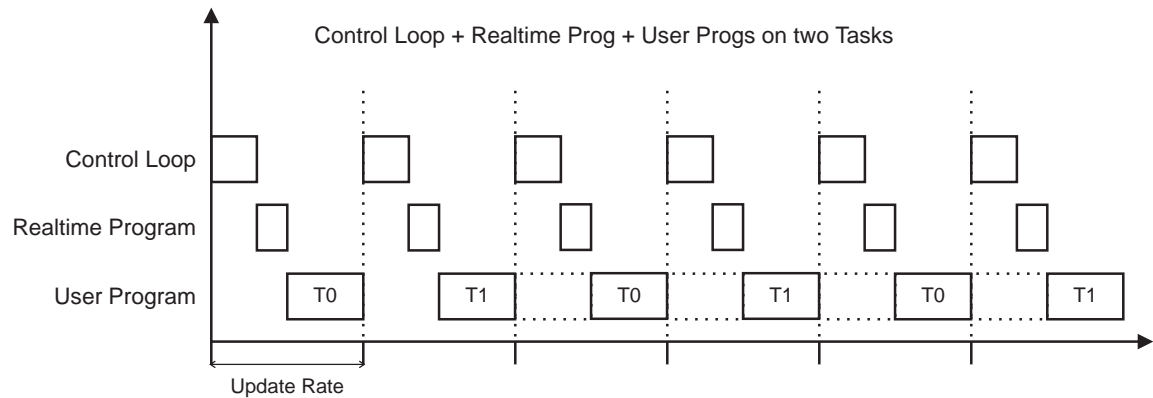 Control Loop + Realtime Prog + User Progs on two Tasks
Control Loop
Realtime Program
User Program
T0
T1
T0
T1
T0
T1
Update Rate